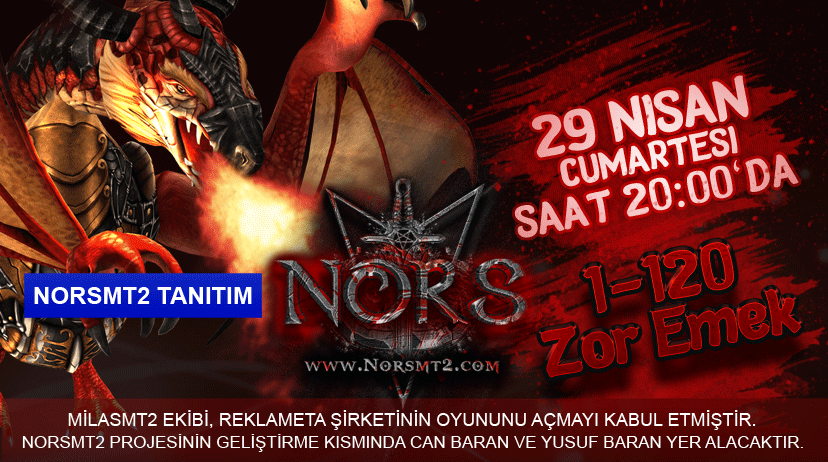 29 NISAN
CUMARTESI
SAAT 20:00'DA
1-120
Zor Emek
NORS
www.Norsmt2.com
NORSMT2 TANITIM
MİLASMT2 EKİBİ, REKLAMETA ŞİRKETİNİN OYUNUNU AÇMAYI KABUL ETMİŞTİR.
NORSMT2 PROJESİNİN GELİŞTİRME KISMINDA CAN BARAN VE YUSUF BARAN YER ALACAKTIR.